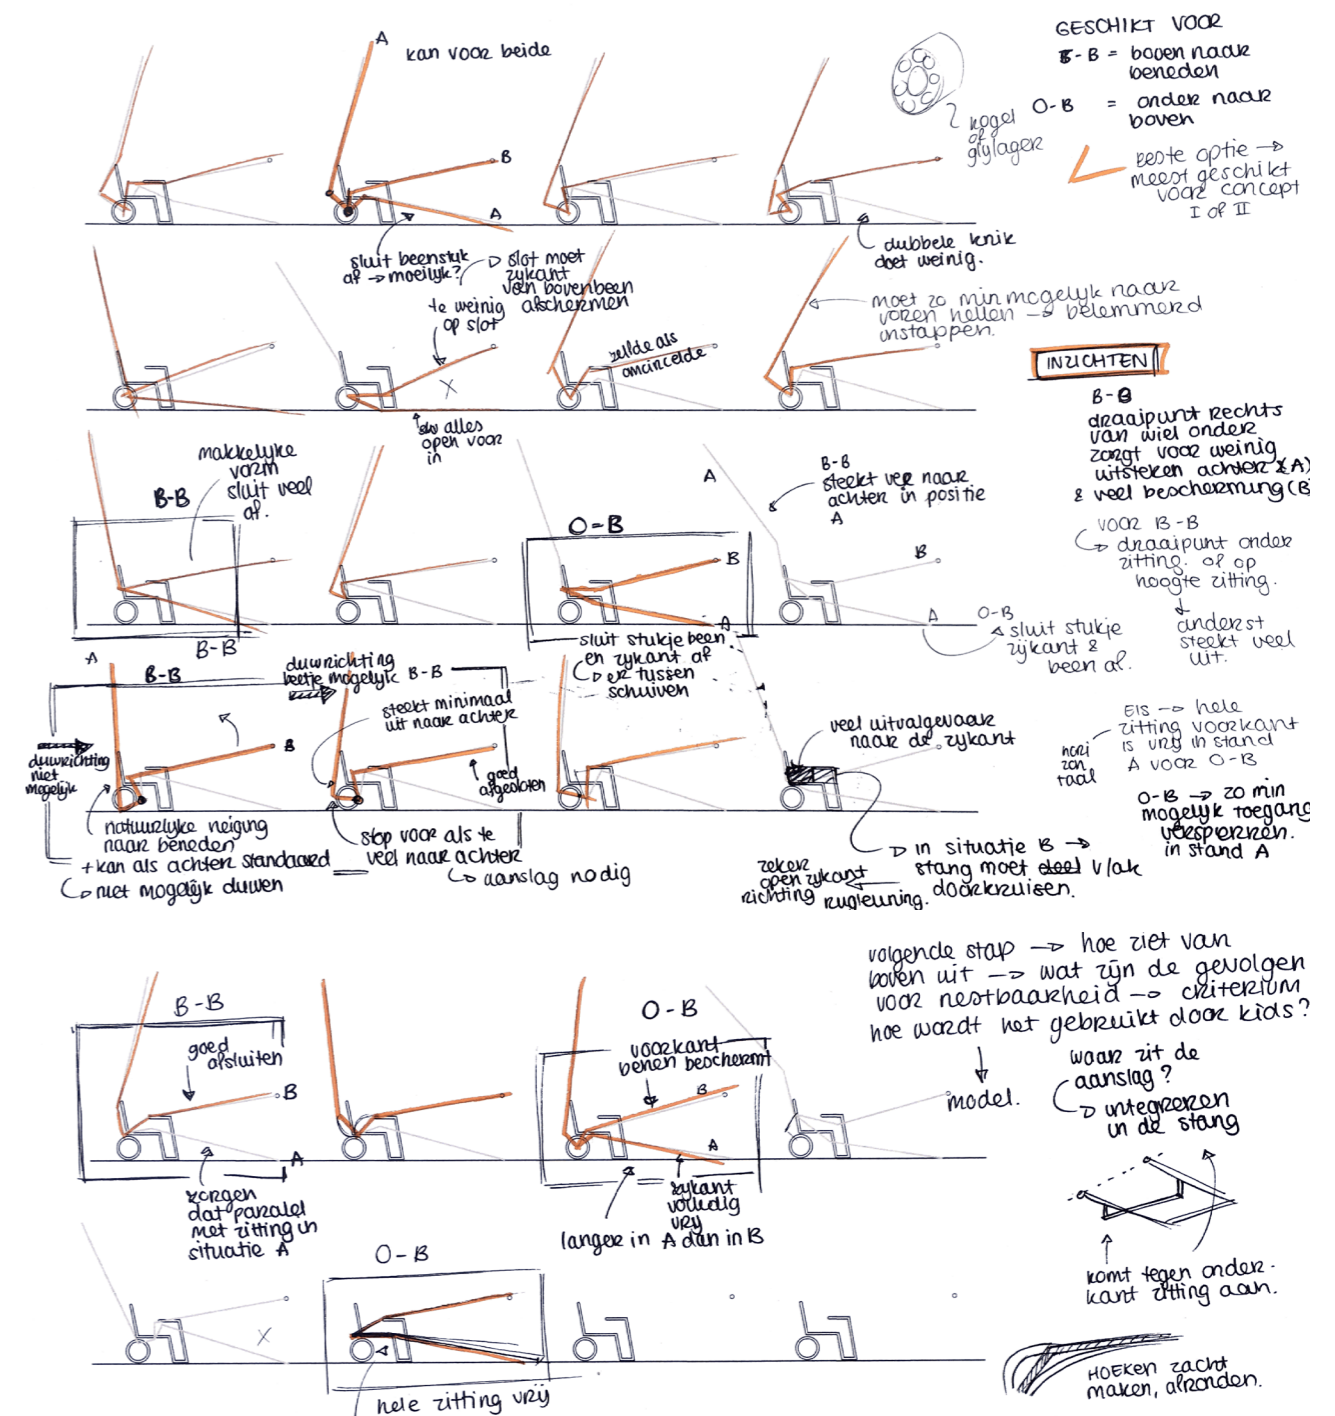 A
kan voor beide
B
A
sluit beenstuk
af → moeilijk?
slot moet
zijkant
van bovenbeen
afschermen
kogel
of
glijlager
GESCHIKT VOOR
B-B = boven naar
beneden
O-B = onder naar
boven
beste optie →
meest geschikt
voor concept
I of II
dubbele knik
doet weinig.
te weinig
op slot
X
alles
open voor
in
zelfde als
omcirkelde
moet zo min mogelijk naar
voren hellen → belemmerd
instappen.
INZICHTEN
B-B
draaipunt rechts
van wiel onder
zorgt voor weinig
uitsteken achter (A)
& veel bescherming (B
voor B-B
draaipunt onder
zitting. of op
hoogte zitting.
anderst
steekt veel
uit.
makkelijke
vorm
sluit veel
af.
B-B
B-B
O-B
B
A
sluit stukje been
en zijkant af
er tussen
schuiven
A
B-B
steekt ver naar
achter in positie
A
B
A
O-B
sluit stukje
zijkant &
been af.
EIS → hele
zitting voorkant
is vrij in stand
A voor O-B
hori
zon
taal
O-B → zo min
mogelijk toegang
versperren.
in stand A
A
B-B
B
duwrichting
niet
mogelijk
natuurlijke neiging
naar beneden
+ kan als achter standaard
niet mogelijk duwen
duwrichting
beetje mogelijk B-B
steekt minimaal
uit naar achter
goed
afgesloten
stop voor als te
veel naar achter
aanslag nodig
veel uitvalgevaar
naar de zijkant
in situatie B →
stang moet v/ak
doorkruisen.
zeker
open zijkant
richting rugleuning.
volgende stap → hoe ziet van
boven uit → wat zijn de gevolgen
voor nestbaarheid → criterium
hoe wordt het gebruikt door kids?
model.
waar zit de
aanslag?
integreren
in de stang
komt tegen onder-
kant zitting aan.
HOEKEN zacht
maken, afronden.
B-B
goed
afsluiten
B
A
zorgen
dat parallel
met zitting in
situatie A
O-B
voorkant
benen beschermt
B
A
zijkant
volledig
vrij
langer in A dan in B
X
O-B
hele zitting vrij